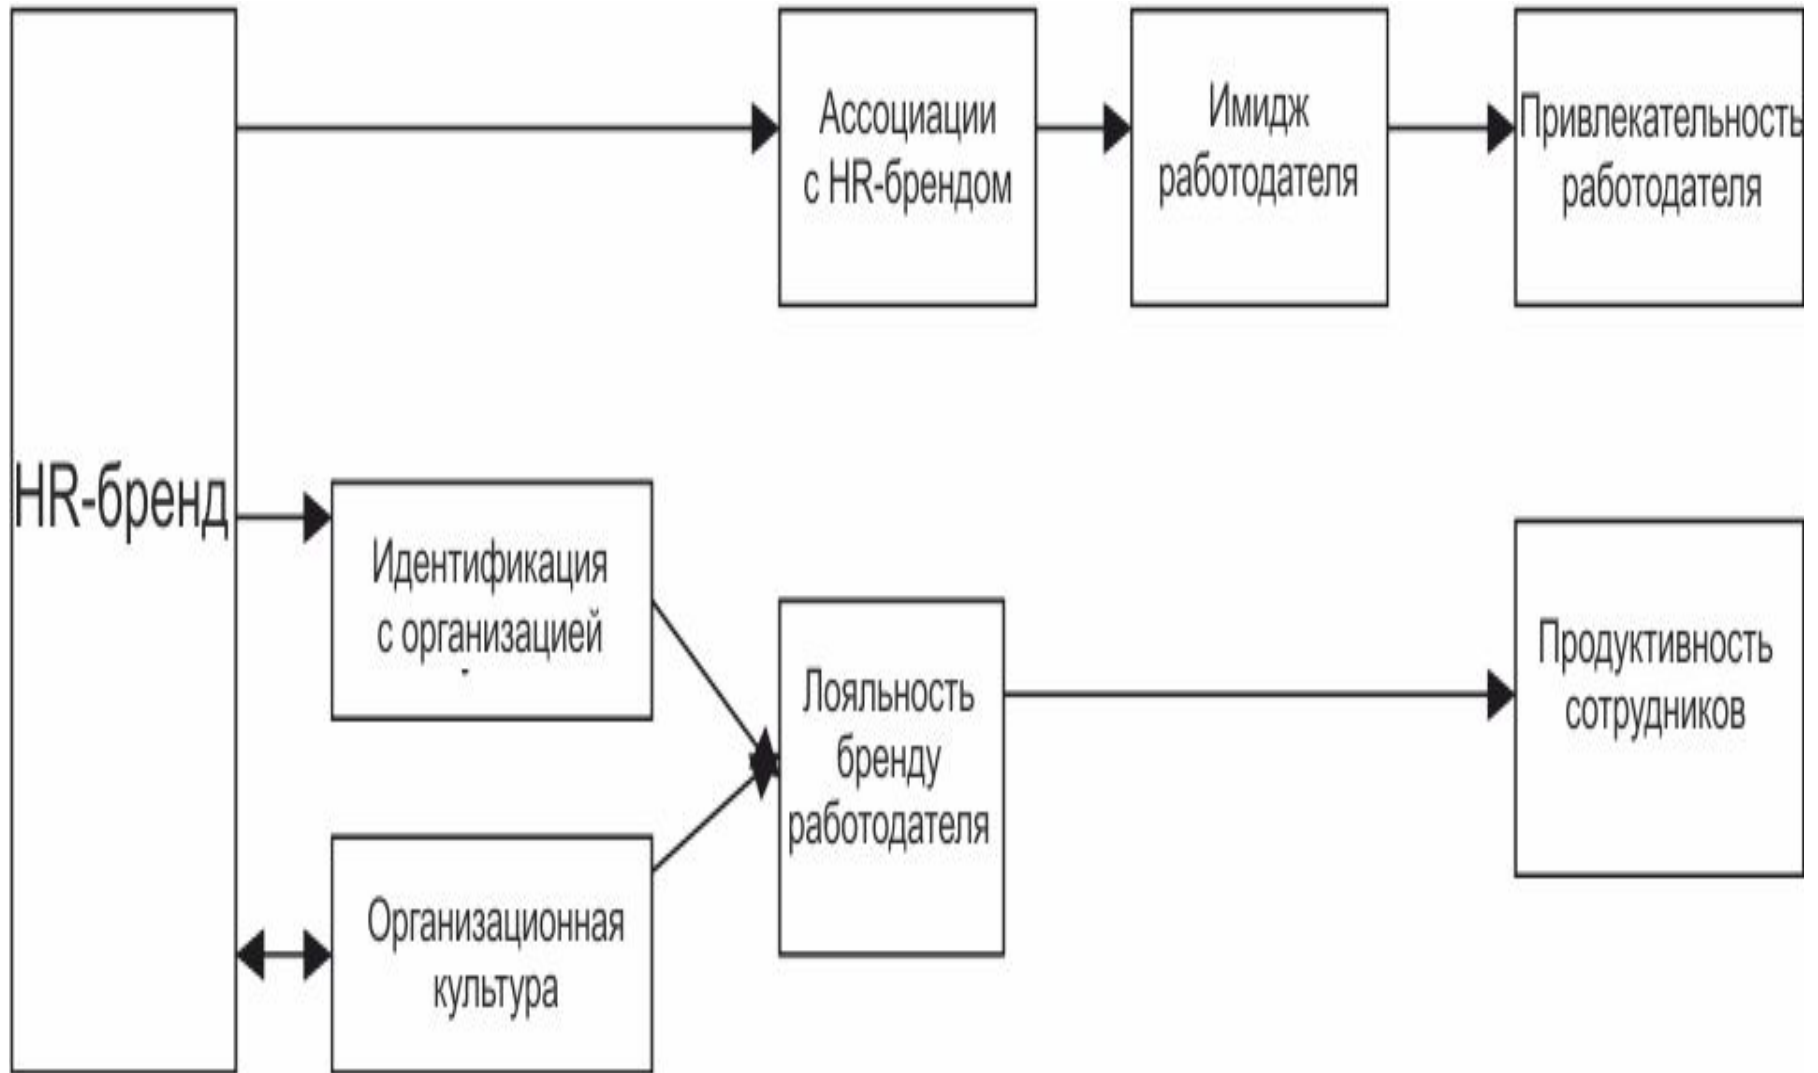 HR-бренд
Ассоциации
с HR-брендом
Имидж
работодателя
Привлекательность
работодателя
Идентификация
с организацией
Организационная
культура
Лояльность
бренду
работодателя
Продуктивность
сотрудников